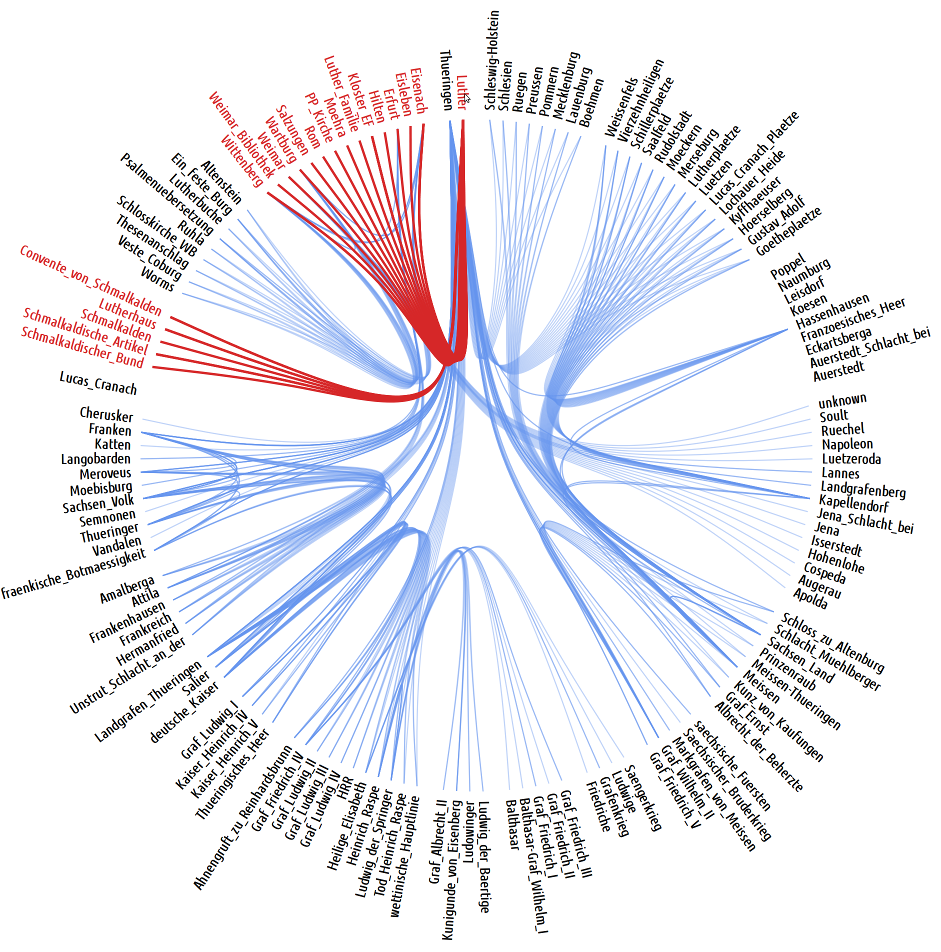 Thueringen
Luther
Schleswig-Holstein
Schlesien
Ruegen
Preussen
Pommern
Mecklenburg
Lauenburg
Boehmen
Weissenfels
Vierzehnheiligen
Schillerplaetze
Saalfeld
Rudolstadt
Moeckern
Merseburg
Lutherplaetze
Luetzen
Lucas_Cranach_Plaetze
Lochauer_Heide
Kyffhaeuser
Hoerselberg
Gustav_Adolf
Goetheplaetze
Poppel
Naumburg
Leisdorf
Koesen
Hassenhausen
Franzoesisches_Heer
Eckartsberga
Auerstedt_Schlacht_bei
Auerstedt
unknown
Soult
Ruechel
Napoleon
Luetzeroda
Lannes
Landgrafenberg
Kapellendorf
Jena_Schlacht_bei
Jena
Isserstedt
Hohenlohe
Cospeda
Augerau
Apolda
Schloss_zu_Altenburg
Schlacht_Muehlberger
Sachsen_Land
Prinzenraub
Meissen-Thueringen
Meissen
Kunz_von_Kaufungen
Graf_Ernst
Albrecht_der_Beherzte
saechsische_Fuersten
Saechsischer_Bruderkrieg
Markgrafen_von_Meissen
Graf_Wilhelm_II
Graf_Friedrich_V
Saengerkrieg
Ludwige
Grafenkrieg
Friedriche
Graf_Friedrich_III
Graf_Friedrich_II
Graf_Friedrich_I
Balthasar-Graf_Wilhelm_I
Balthasar
Ludwig_der_Baertige
Ludowinger
Kunigunde_von_Eisenberg
Graf_Albrecht_II
wettinische_Hauptlinie
Tod_Heinrich_Raspe
Ludwig_der_Springer
Heinrich_Raspe
Heilige_Elisabeth
HRR
Graf_Ludwig_IV
Graf_Ludwig_III
Graf_Ludwig_II
Graf_Friedrich_IV
Ahnengruft_zu_Reinhardsbrunn
Thueringisches_Heer
Kaiser_Heinrich_V
Kaiser_Heinrich_IV
Graf_Ludwig_I
deutsche_Kaiser
Salier
Landgrafen_Thueringen
Unstrut_Schlacht_an_der
Hermanfried
Frankreich
Frankenhausen
Attila
Amalberga
fraenkische_Botmaessigkeit
Vandalen
Thueringer
Semnonen
Sachsen_Volk
Moebisburg
Meroveus
Langobarden
Katten
Franken
Cherusker
Lucas_Cranach
Schmalkaldischer_Bund
Schmalkaldische_Artikel
Schmalkalden
Lutherhaus
Convente_von_Schmalkalden
Worms
Veste_Coburg
Thesenanschlag
Schlosskirche_WB
Ruhla
Psalmenuebersetzung
Lutherbuche
Ein_feste_Burg
Altenstein
Wittenberg
Weimar_Bibliothek
Weimar
Wartburg
Salzungen
Rom
PP_Kirche
Moehra
Luther_Familie
Kloster_EF
Hilten
Erfurt
Eisleben
Eisenach